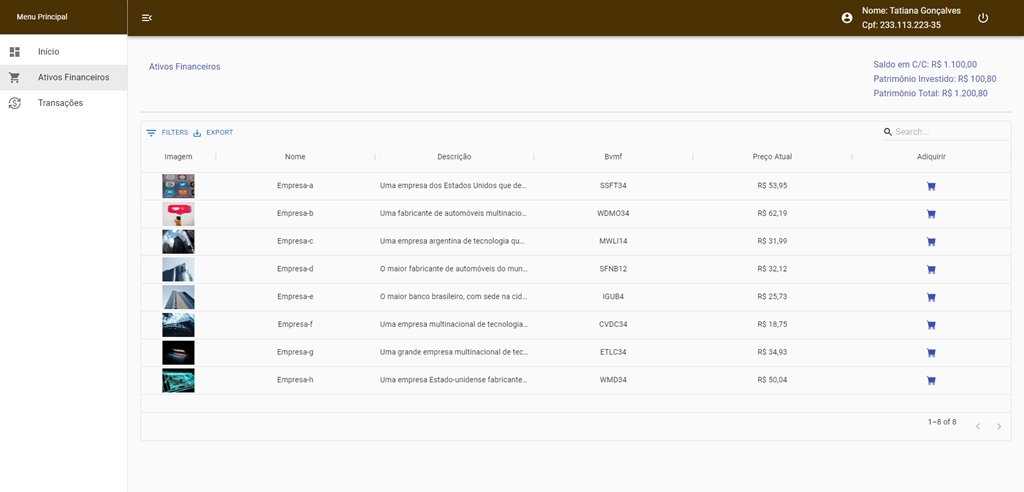 Menu Principal
Nome: Tatiana Gonçalves
Cpf: 233.113.223-35
Início
Ativos Financeiros
Transações
Ativos Financeiros
Saldo em C/C: R$ 1.100,00
Patrimônio Investido: R$ 100,80
Patrimônio Total: R$ 1.200,80
FILTERS EXPORT Search...
Imagem Nome Descrição Bvmf Preço Atual Adiquirir
Empresa-a Uma empresa dos Estados Unidos que de... SSFT34 R$ 53,95
Empresa-b Uma fabricante de automóveis multinacio... WDMO34 R$ 62,19
Empresa-c Uma empresa argentina de tecnologia qu... MWLI14 R$ 31,99
Empresa-d O maior fabricante de automóveis do mun... SFNB12 R$ 32,12
Empresa-e O maior banco brasileiro, com sede na cid... IGUB4 R$ 25,73
Empresa-f Uma empresa multinacional de tecnologia... CVDC34 R$ 18,75
Empresa-g Uma grande empresa multinacional de tec... ETLC34 R$ 34,93
Empresa-h Uma empresa Estado-unidense fabricante... WMD34 R$ 50,04
1–8 of 8